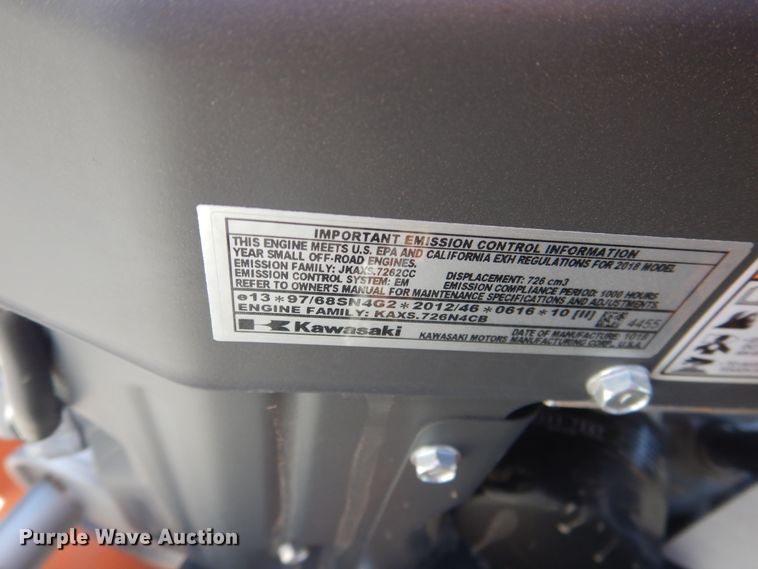 IMPORTANT EMISSION CONTROL INFORMATION
THIS ENGINE MEETS U.S. EPA AND CALIFORNIA EXH REGULATIONS FOR 2018 MODEL
YEAR SMALL OFF-ROAD ENGINES.
EMISSION FAMILY: JKAXS.7262CC DISPLACEMENT: 726 cm3
EMISSION CONTROL SYSTEM: EM EMISSION COMPLIANCE PERIOD: 1000 HOURS
REFER TO OWNER'S MANUAL FOR MAINTENANCE SPECIFICATIONS AND ADJUSTMENTS.
e13*97/68SN4G2*2012/46*0616*10 [III] 4455
ENGINE FAMILY: KAXS.726N4CB
Kawasaki DATE OF MANUFACTURE: 1018
KAWASAKI MOTORS MANUFACTURING CORP., U.S.A.
Purple Wave Auction